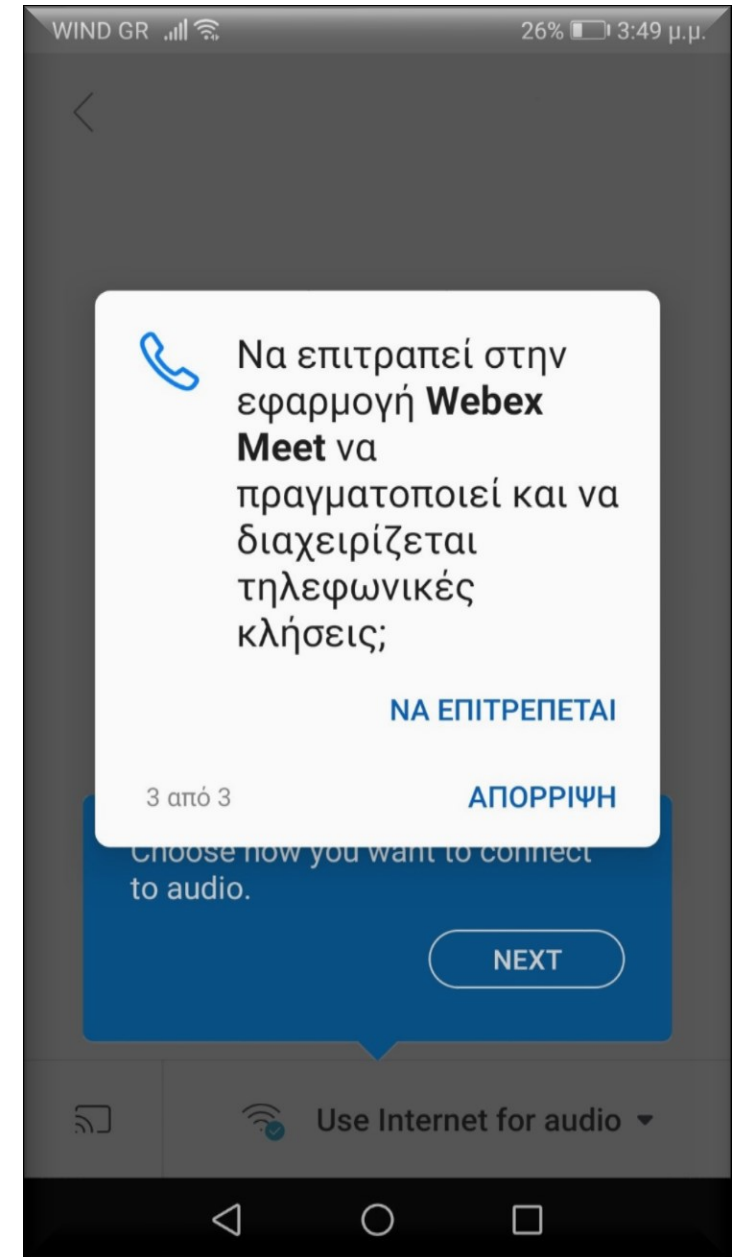 WIND GR 26% 3:49 μ.μ.
Να επιτραπεί στην
εφαρμογή Webex
Meet να
πραγματοποιεί και να
διαχειρίζεται
τηλεφωνικές
κλήσεις;
ΝΑ ΕΠΙΤΡΕΠΕΤΑΙ
3 από 3 ΑΠΟΡΡΙΨΗ
Choose how you want to connect
to audio.
NEXT
Use Internet for audio